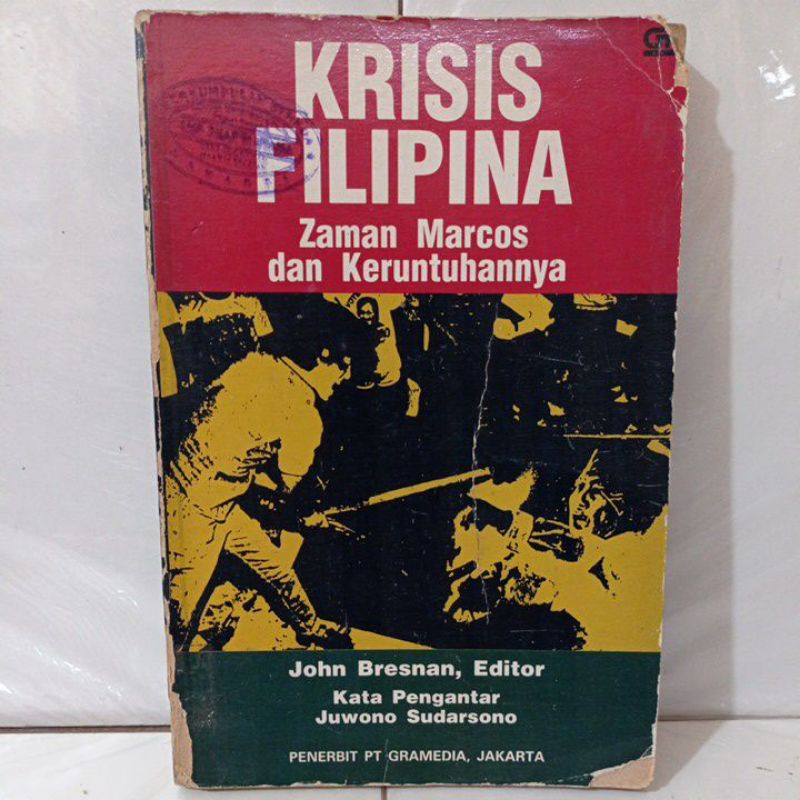 KRISIS
FILIPINA
Zaman Marcos
dan Keruntuhannya
John Bresnan, Editor
Kata Pengantar
Juwono Sudarsono
PENERBIT PT GRAMEDIA, JAKARTA